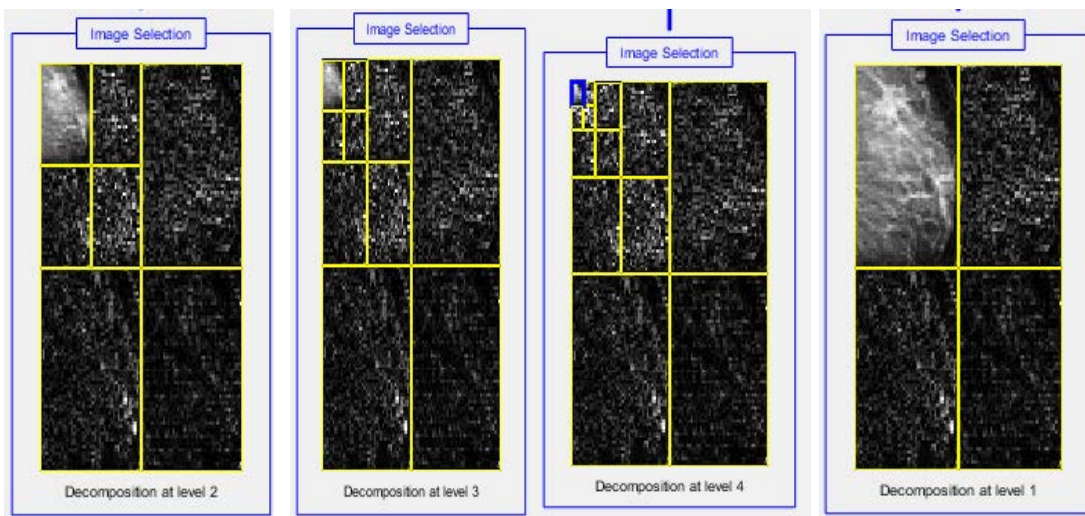 Image Selection
Decomposition at level 2
Image Selection
Decomposition at level 3
Image Selection
Decomposition at level 4
Image Selection
Decomposition at level 1